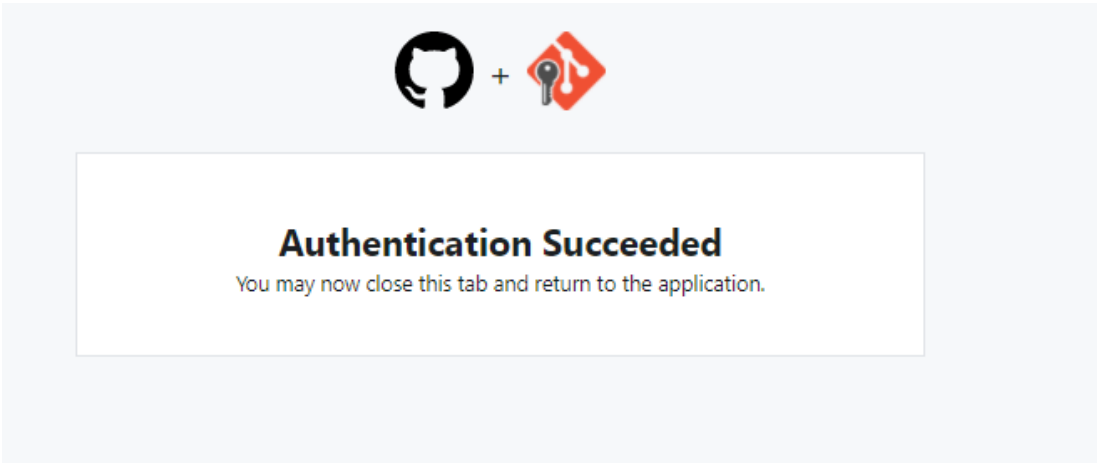 +
Authentication Succeeded
You may now close this tab and return to the application.